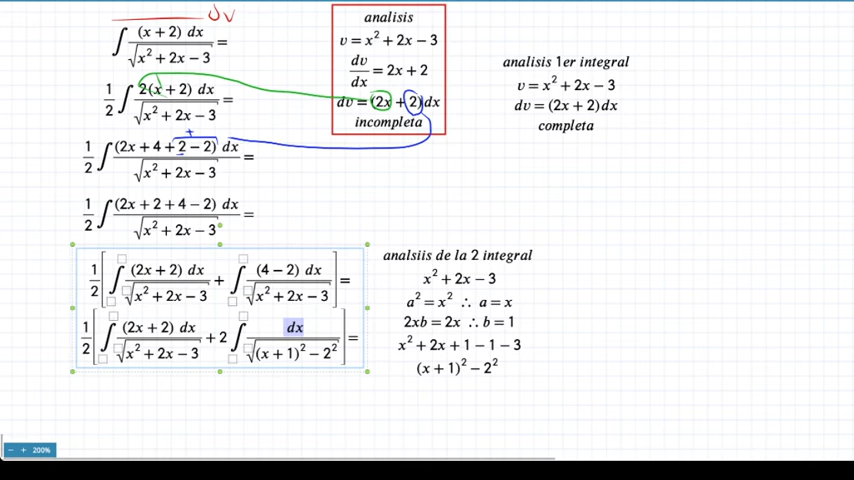 dv
∫ (x + 2) dx / √(x² + 2x − 3) =
1/2 ∫ 2(x + 2) dx / √(x² + 2x − 3) =
+
1/2 ∫ (2x + 4 + 2 − 2) dx / √(x² + 2x − 3) =
1/2 ∫ (2x + 2 + 4 − 2) dx / √(x² + 2x − 3) =
1/2 [ ∫ (2x + 2) dx / √(x² + 2x − 3) + ∫ (4 − 2) dx / √(x² + 2x − 3) ] =
1/2 [ ∫ (2x + 2) dx / √(x² + 2x − 3) + 2 ∫ dx / √((x + 1)² − 2²) ] =
analisis
v = x² + 2x − 3
dv/dx = 2x + 2
dv = (2x + 2)dx
incompleta
analisis 1er integral
v = x² + 2x − 3
dv = (2x + 2)dx
completa
analsiis de la 2 integral
x² + 2x − 3
a² = x² ∴ a = x
2xb = 2x ∴ b = 1
x² + 2x + 1 − 1 − 3
(x + 1)² − 2²
− + 200%